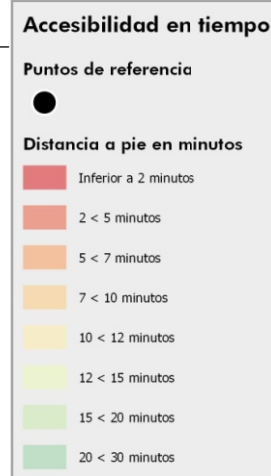 Accesibilidad en tiempo
Puntos de referencia
Distancia a pie en minutos
Inferior a 2 minutos
2 < 5 minutos
5 < 7 minutos
7 < 10 minutos
10 < 12 minutos
12 < 15 minutos
15 < 20 minutos
20 < 30 minutos